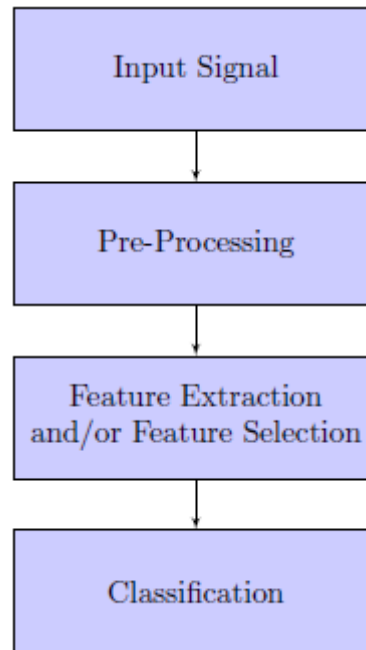 Input Signal
Pre-Processing
Feature Extraction
and/or Feature Selection
Classification